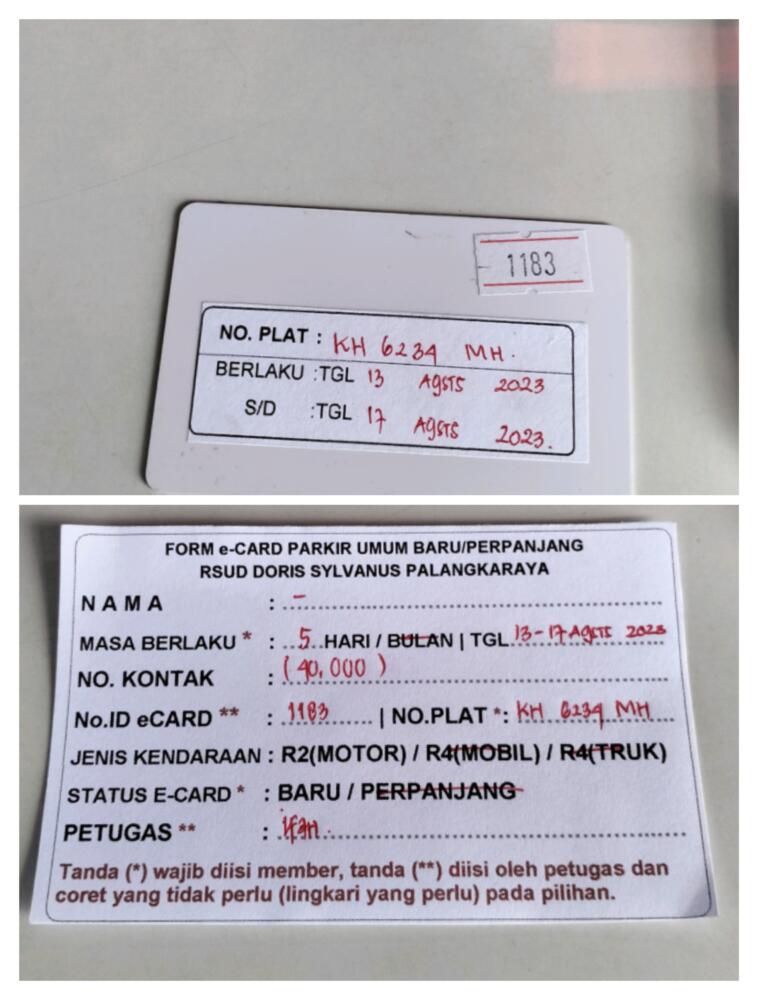 1183
NO. PLAT : KH 6234 MH.
BERLAKU :TGL 13 AGSTS 2023
S/D :TGL 17 AGSTS 2023.
FORM e-CARD PARKIR UMUM BARU/PERPANJANG
RSUD DORIS SYLVANUS PALANGKARAYA
NAMA : -
MASA BERLAKU * : 5 HARI / BULAN | TGL 13-17 AGSTS 2023
NO. KONTAK : (40,000)
No.ID eCARD ** : 1183 | NO.PLAT *: KH 6234 MH
JENIS KENDARAAN : R2(MOTOR) / R4(MOBIL) / R4(TRUK)
STATUS E-CARD * : BARU / PERPANJANG
PETUGAS ** :
Tanda (*) wajib diisi member, tanda (**) diisi oleh petugas dan
coret yang tidak perlu (lingkari yang perlu) pada pilihan.